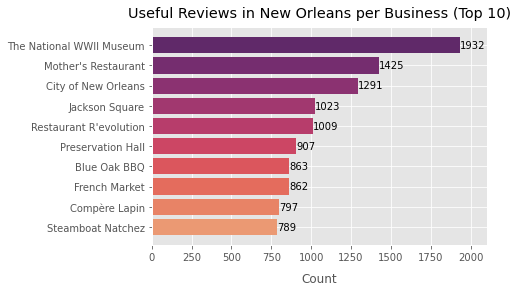 Useful Reviews in New Orleans per Business (Top 10)
The National WWII Museum 1932
Mother's Restaurant 1425
City of New Orleans 1291
Jackson Square 1023
Restaurant R'evolution 1009
Preservation Hall 907
Blue Oak BBQ 863
French Market 862
Compère Lapin 797
Steamboat Natchez 789
0 250 500 750 1000 1250 1500 1750 2000
Count